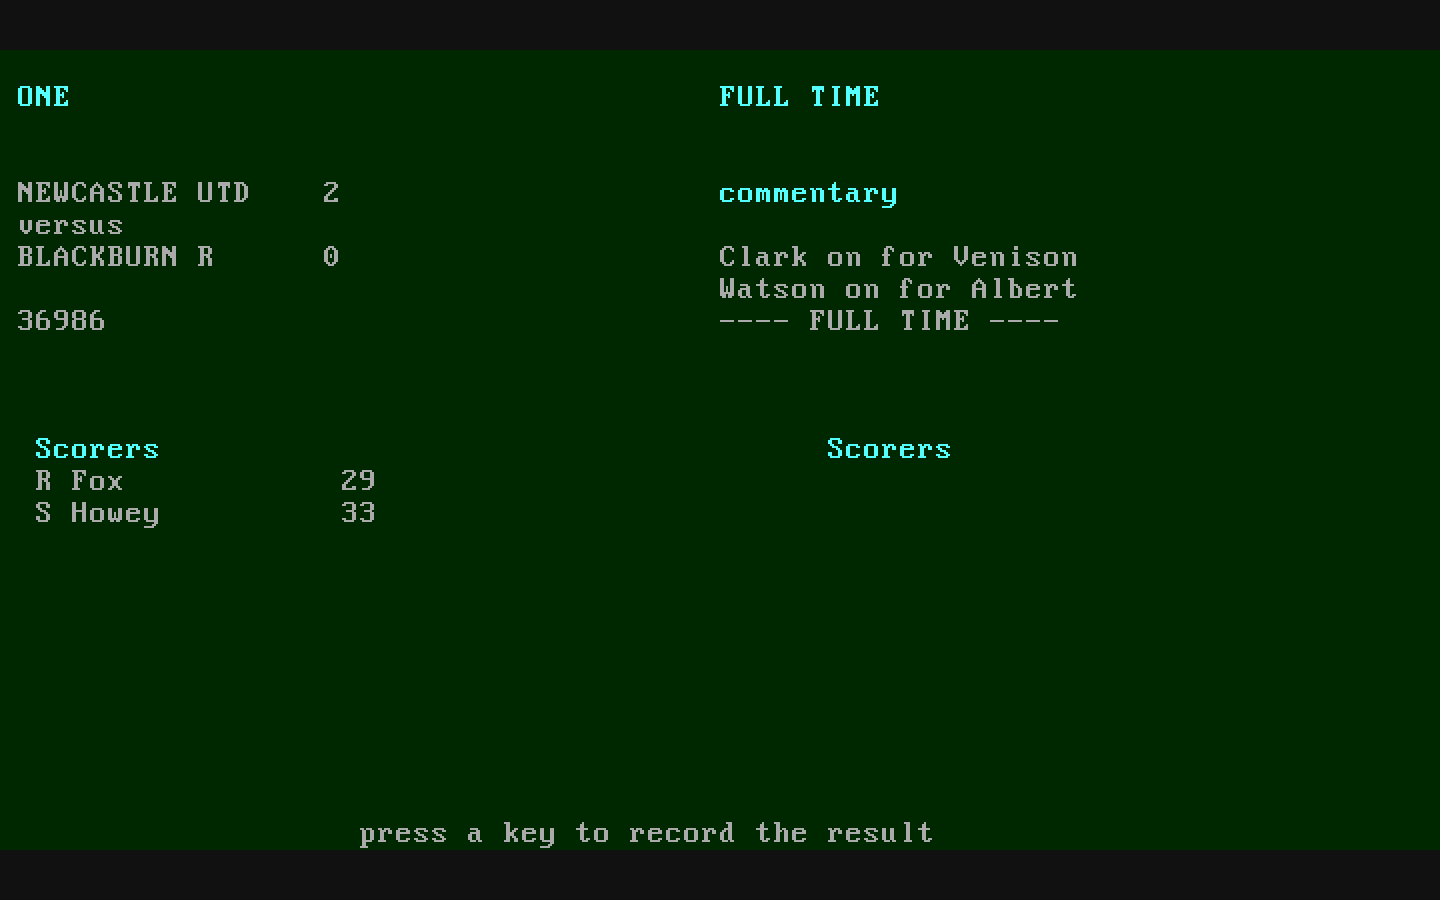 ONE
FULL TIME
NEWCASTLE UTD 2
versus
BLACKBURN R 0
36986
commentary
Clark on for Venison
Watson on for Albert
---- FULL TIME ----
Scorers
R Fox 29
S Howey 33
Scorers
press a key to record the result